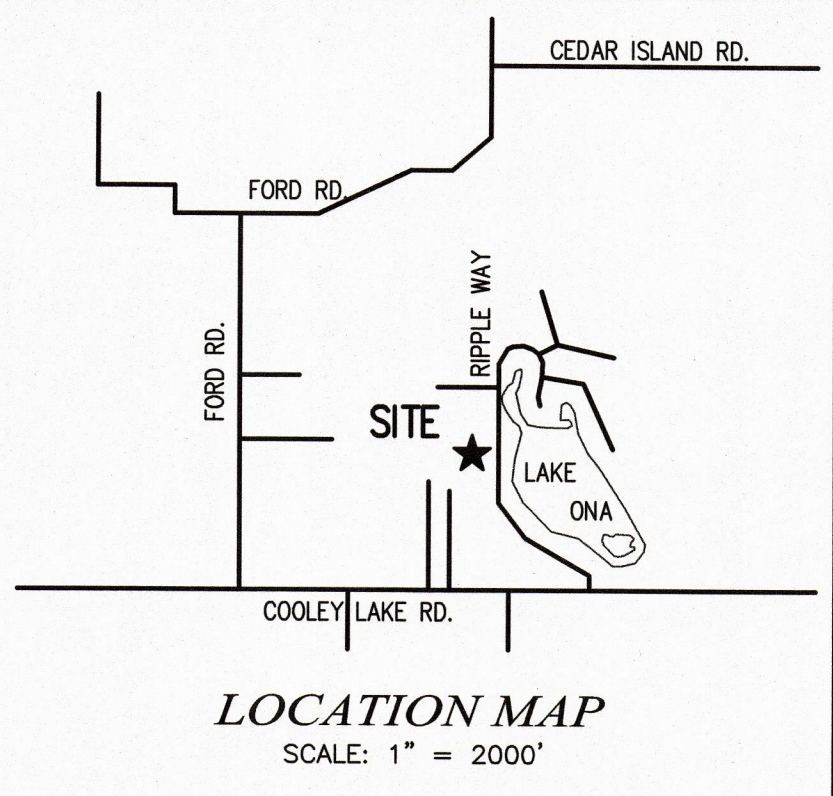 CEDAR ISLAND RD.
FORD RD.
RIPPLE WAY
FORD RD.
SITE
LAKE
ONA
COOLEY LAKE RD.
LOCATION MAP
SCALE: 1" = 2000'